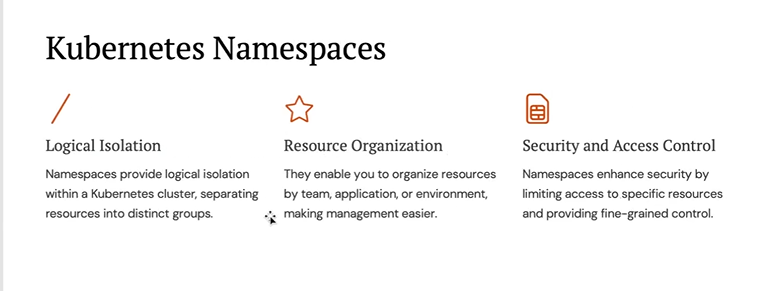 Kubernetes Namespaces
Logical Isolation
Namespaces provide logical isolation
within a Kubernetes cluster, separating
resources into distinct groups.
Resource Organization
They enable you to organize resources
by team, application, or environment,
making management easier.
Security and Access Control
Namespaces enhance security by
limiting access to specific resources
and providing fine-grained control.